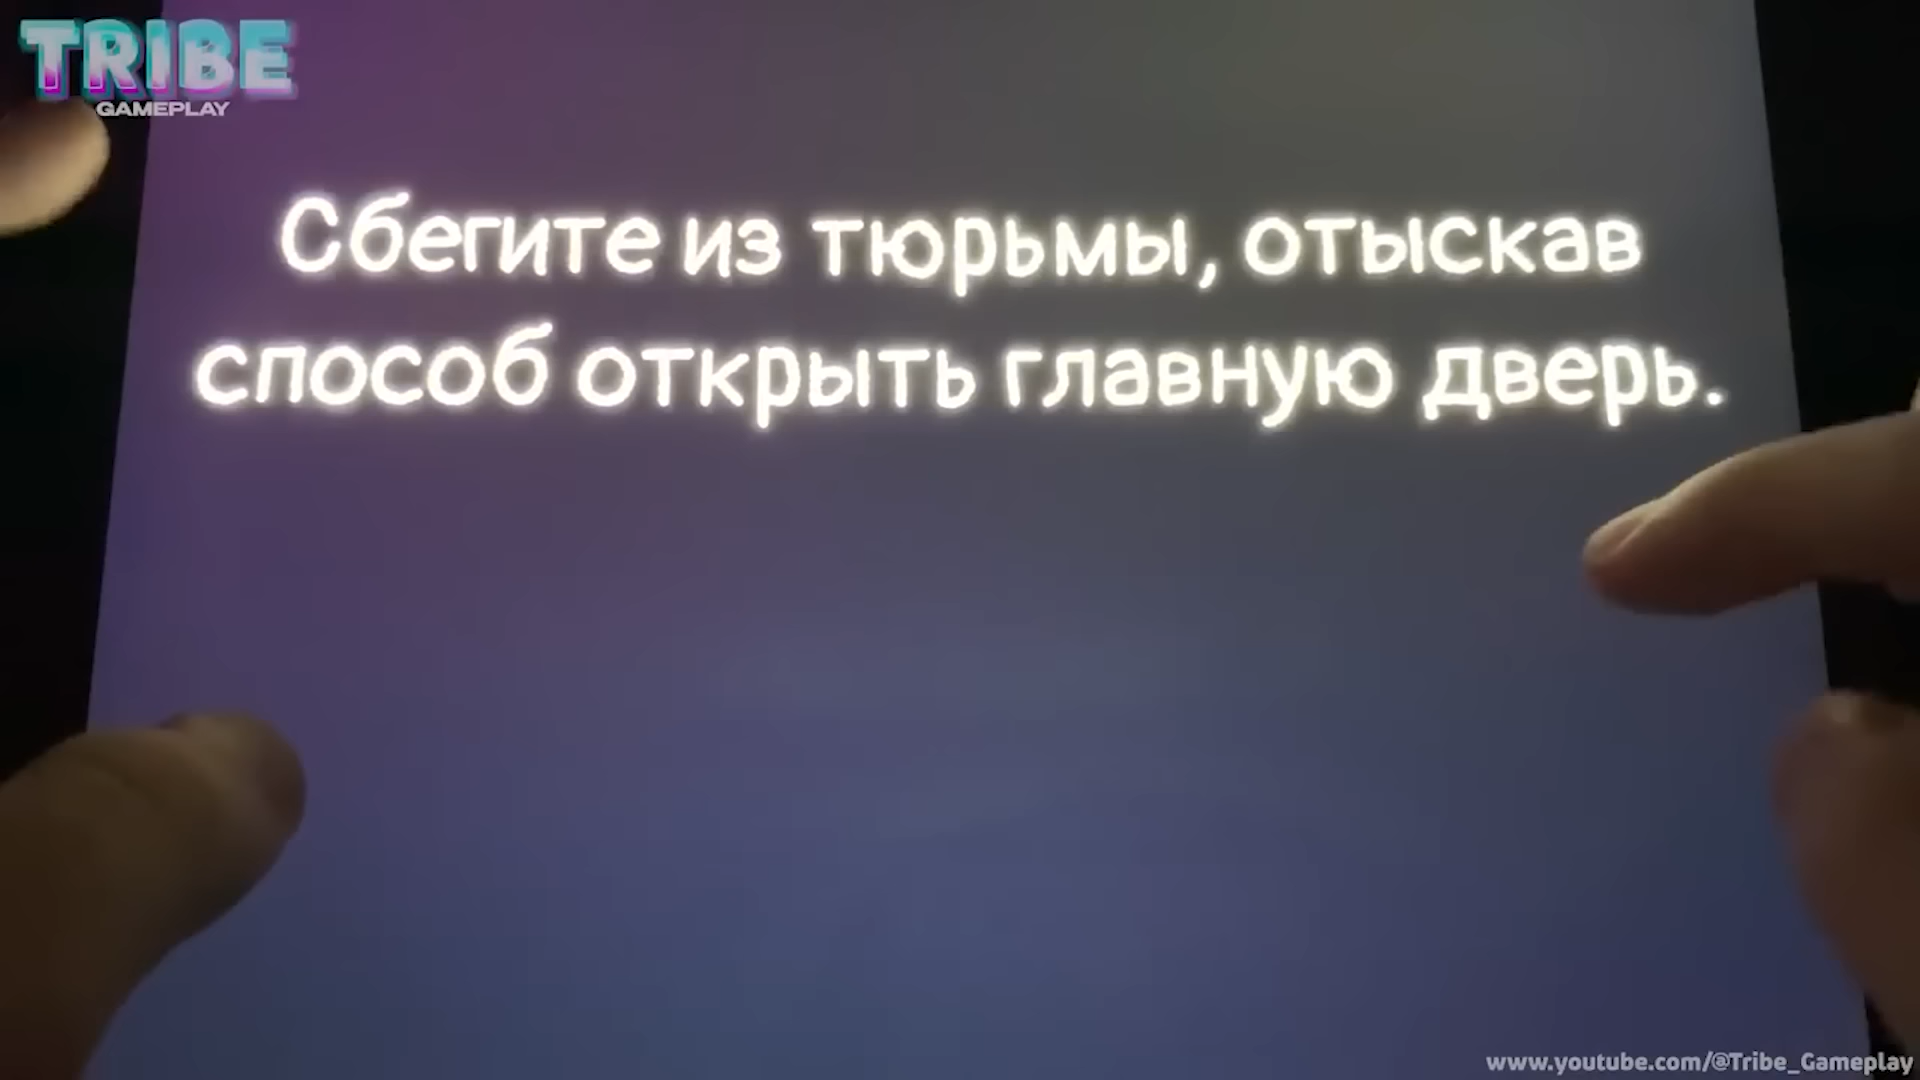 TRIBE
GAMEPLAY
Сбегите из тюрьмы, отыскав
способ открыть главную дверь.
www.youtube.com/@Tribe_Gameplay